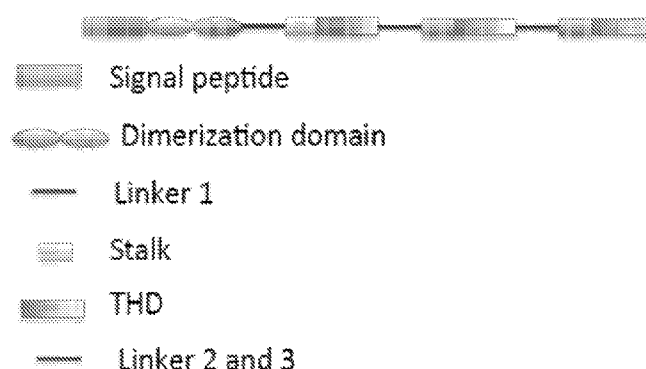 Signal peptide
Dimerization domain
Linker 1
Stalk
THD
Linker 2 and 3